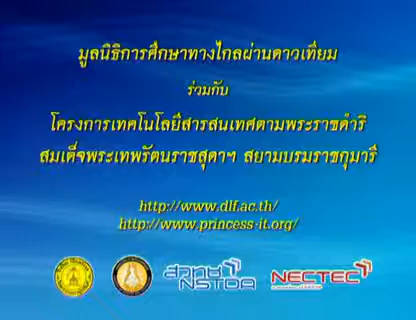 มูลนิธิการศึกษาทางไกลผ่านดาวเทียม
ร่วมกับ
โครงการเทคโนโลยีสารสนเทศตามพระราชดำริ
สมเด็จพระเทพรัตนราชสุดาฯ สยามบรมราชกุมารี
http://www.dlf.ac.th/
http://www.princess-it.org/
สวทช
NSTDA
NECTEC